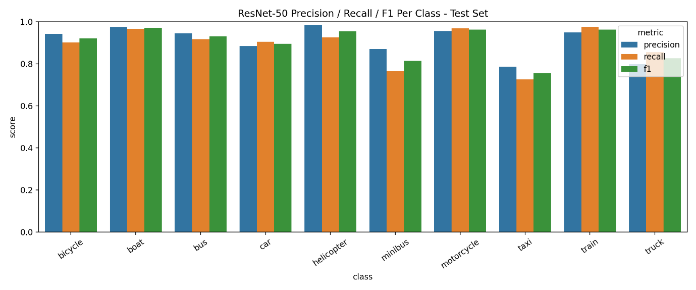 ResNet-50 Precision / Recall / F1 Per Class - Test Set
metric
precision
recall
f1
1.0
0.8
0.6
0.4
0.2
0.0
score
bicycle
boat
bus
car
helicopter
minibus
motorcycle
taxi
train
truck
class